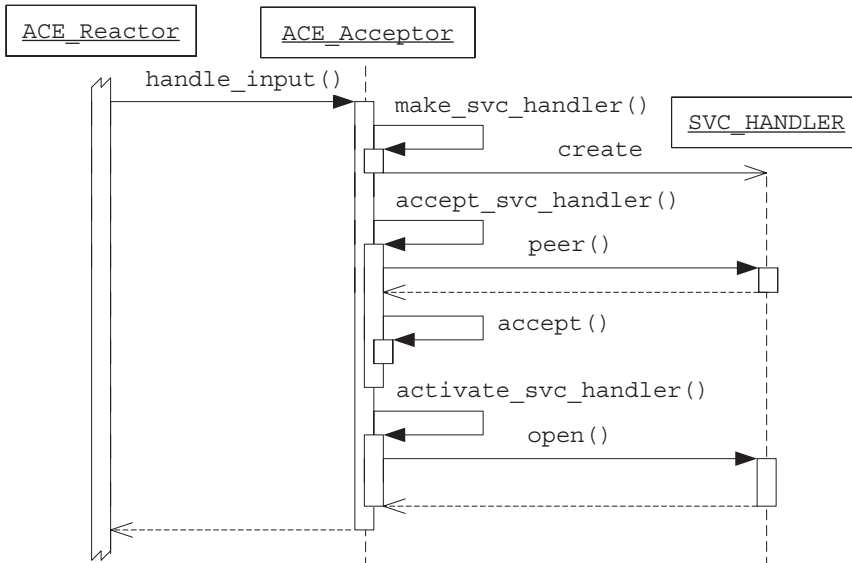 ACE_Reactor
ACE_Acceptor
handle_input()
make_svc_handler()
SVC_HANDLER
create
accept_svc_handler()
peer()
accept()
activate_svc_handler()
open()